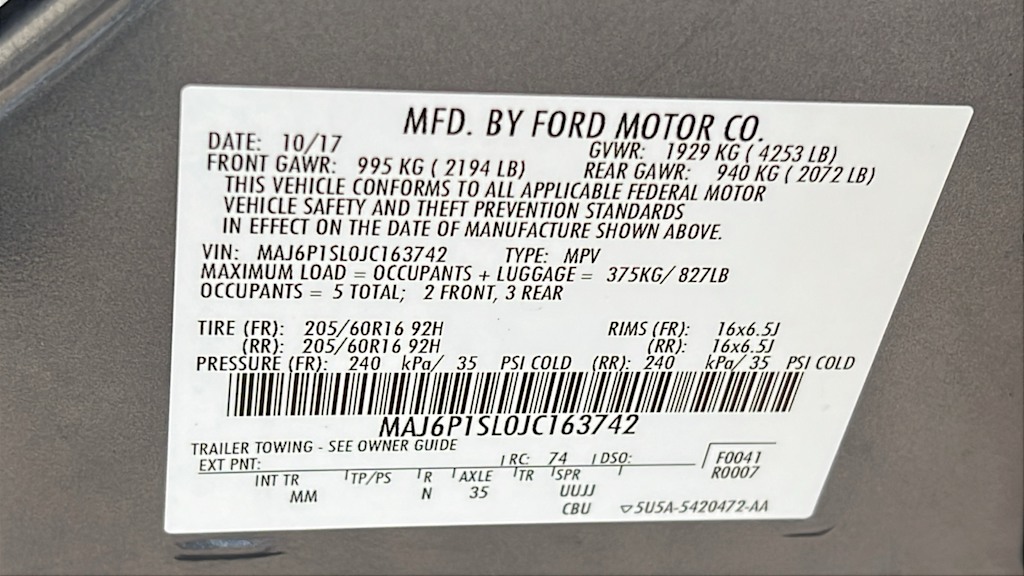 MFD. BY FORD MOTOR CO.
DATE: 10/17 GVWR: 1929 KG ( 4253 LB)
FRONT GAWR: 995 KG ( 2194 LB) REAR GAWR: 940 KG ( 2072 LB)
THIS VEHICLE CONFORMS TO ALL APPLICABLE FEDERAL MOTOR
VEHICLE SAFETY AND THEFT PREVENTION STANDARDS
IN EFFECT ON THE DATE OF MANUFACTURE SHOWN ABOVE.
VIN: MAJ6P1SL0JC163742 TYPE: MPV
MAXIMUM LOAD = OCCUPANTS + LUGGAGE = 375KG/ 827LB
OCCUPANTS = 5 TOTAL; 2 FRONT, 3 REAR
TIRE (FR): 205/60R16 92H RIMS (FR): 16x6.5J
(RR): 205/60R16 92H (RR): 16x6.5J
PRESSURE (FR): 240 kPa/ 35 PSI COLD (RR): 240 kPa/ 35 PSI COLD
MAJ6P1SL0JC163742
TRAILER TOWING - SEE OWNER GUIDE
EXT PNT: RC: 74 DSO: F0041
R0007
INT TR TP/PS R AXLE TR SPR
MM N 35 UUJJ
CBU 5U5A-5420472-AA